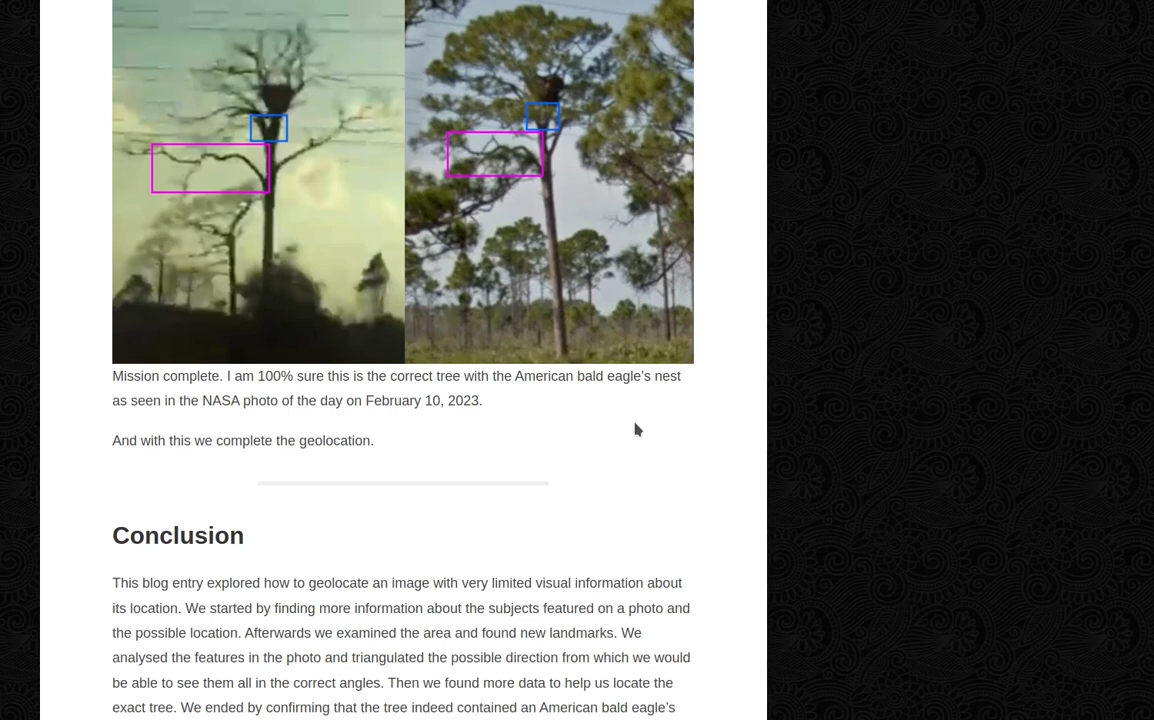 Mission complete. I am 100% sure this is the correct tree with the American bald eagle’s nest
as seen in the NASA photo of the day on February 10, 2023.
And with this we complete the geolocation.
Conclusion
This blog entry explored how to geolocate an image with very limited visual information about
its location. We started by finding more information about the subjects featured on a photo and
the possible location. Afterwards we examined the area and found new landmarks. We
analysed the features in the photo and triangulated the possible direction from which we would
be able to see them all in the correct angles. Then we found more data to help us locate the
exact tree. We ended by confirming that the tree indeed contained an American bald eagle’s